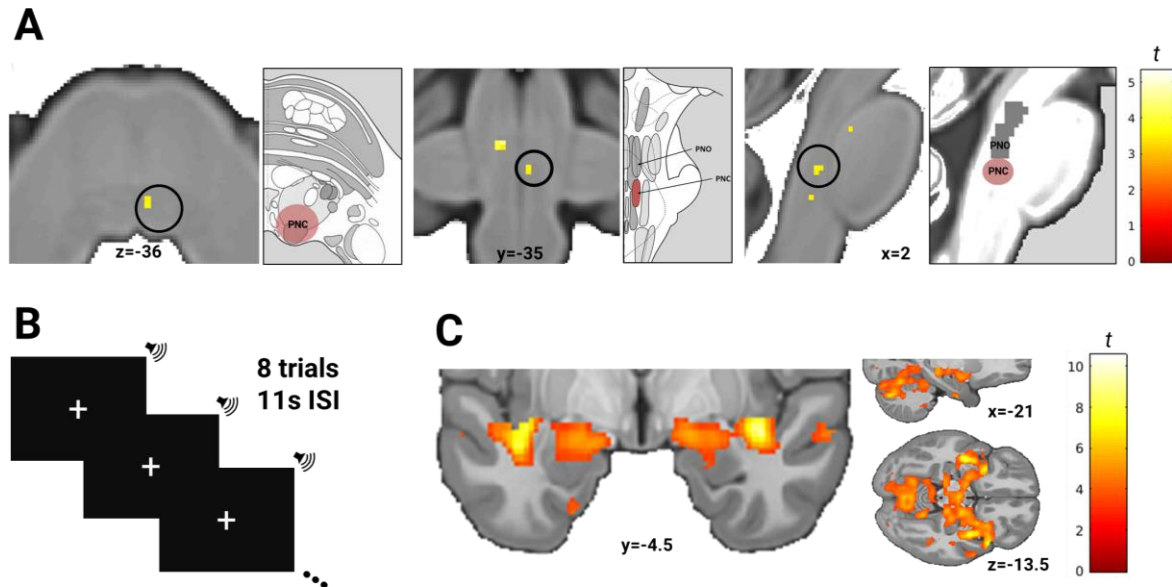 A
t
5
4
3
2
1
0
PNC
PNO
PNC
PNO
PNC
z=-36
y=-35
x=2
B
8 trials
11s ISI
C
t
10
8
6
4
2
0
x=-21
y=-4.5
z=-13.5